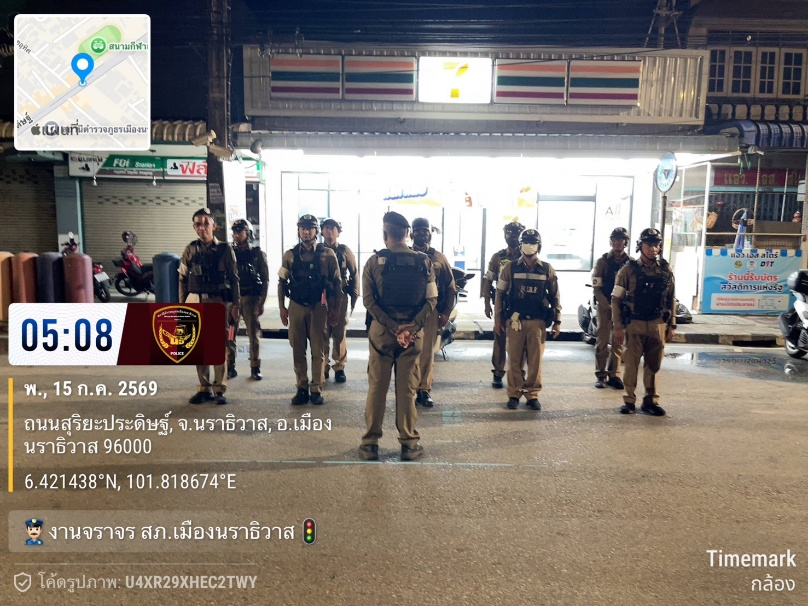 สนามกีฬา
7
05:08
POLICE
พ., 15 ก.ค. 2569
ถนนสุริยะประดิษฐ์, จ.นราธิวาส, อ.เมือง
นราธิวาส 96000
6.421438°N, 101.818674°E
งานจราจร สภ.เมืองนราธิวาส
โค้ดรูปภาพ: U4XR29XHEC2TWY
Timemark
กล้อง
ร้านนี้รับบัตร
สวัสดิการแห่งรัฐ